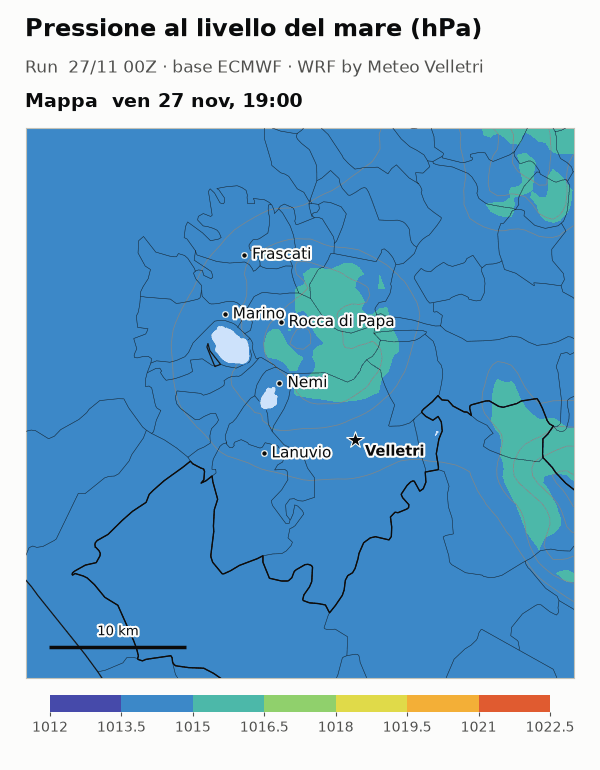 Pressione al livello del mare (hPa)
Run  27/11 00Z · base ECMWF · WRF by Meteo Velletri
Mappa  ven 27 nov, 19:00
Frascati
Marino
Rocca di Papa
Nemi
Velletri
Lanuvio
10 km
1012 1013.5 1015 1016.5 1018 1019.5 1021 1022.5